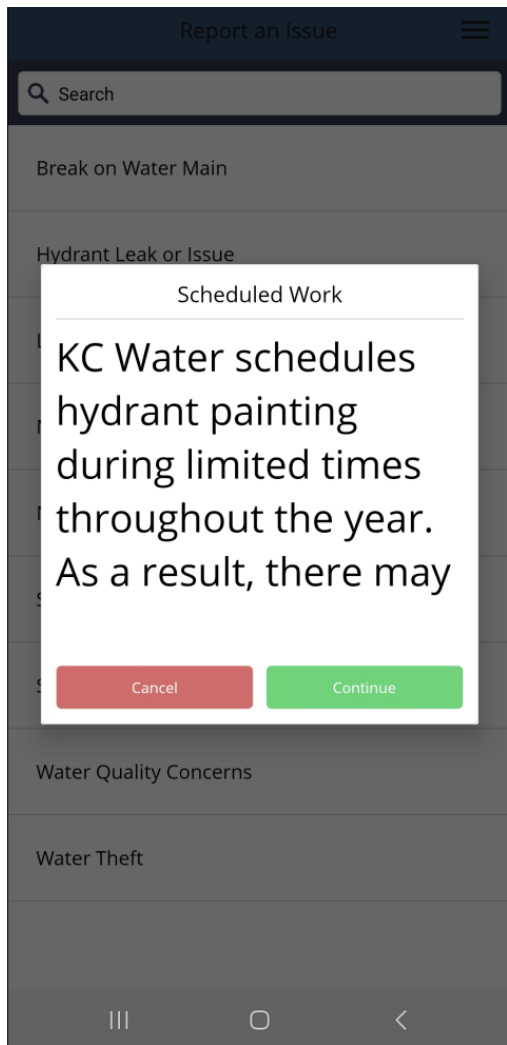 Report an Issue
Search
Break on Water Main
Hydrant Leak or Issue
Scheduled Work
KC Water schedules
hydrant painting
during limited times
throughout the year.
As a result, there may
Cancel
Continue
Water Quality Concerns
Water Theft